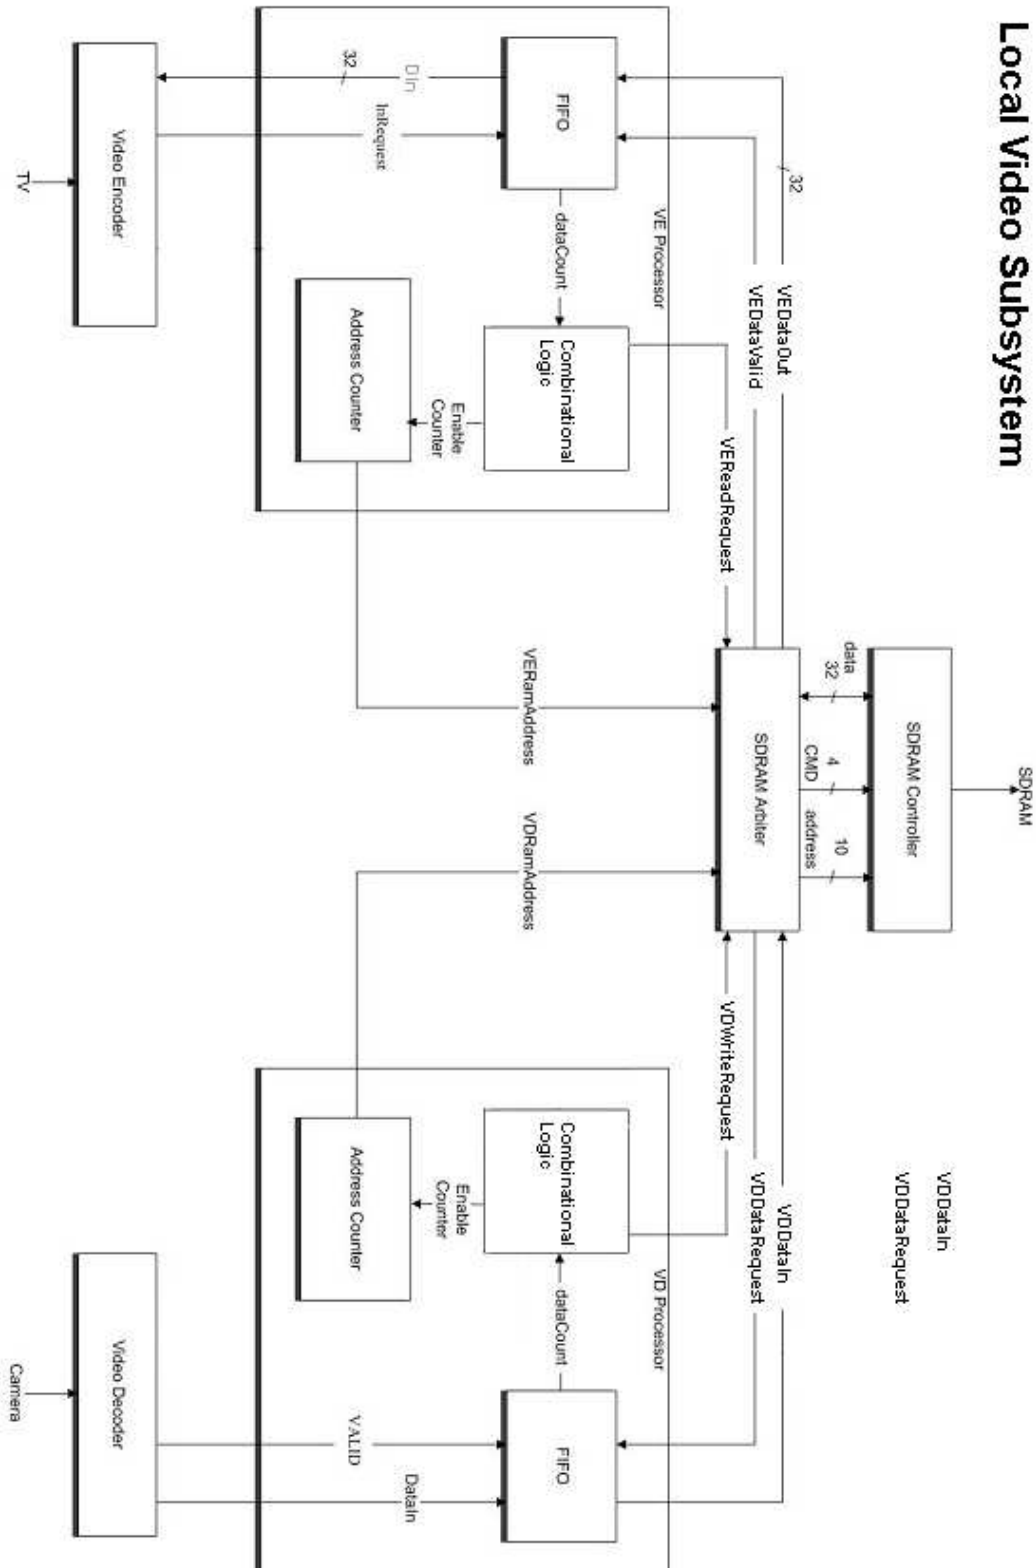 Local Video Subsystem
SDRAM
SDRAM Controller
data
32
4
CMD
10
address
SDRAM Arbiter
VDDataIn
VDDataRequest
32
VEDataOut
VEDataValid
VEReadRequest
VDDataIn
VDDataRequest
VDWriteRequest
VE Processor
FIFO
dataCount
Combinational
Logic
Enable
Counter
Address Counter
VERamAddress
VDRamAddress
VD Processor
Combinational
Logic
dataCount
FIFO
Enable
Counter
Address Counter
DIn
32
InRequest
VALID
DataIn
Video Encoder
TV
Video Decoder
Camera